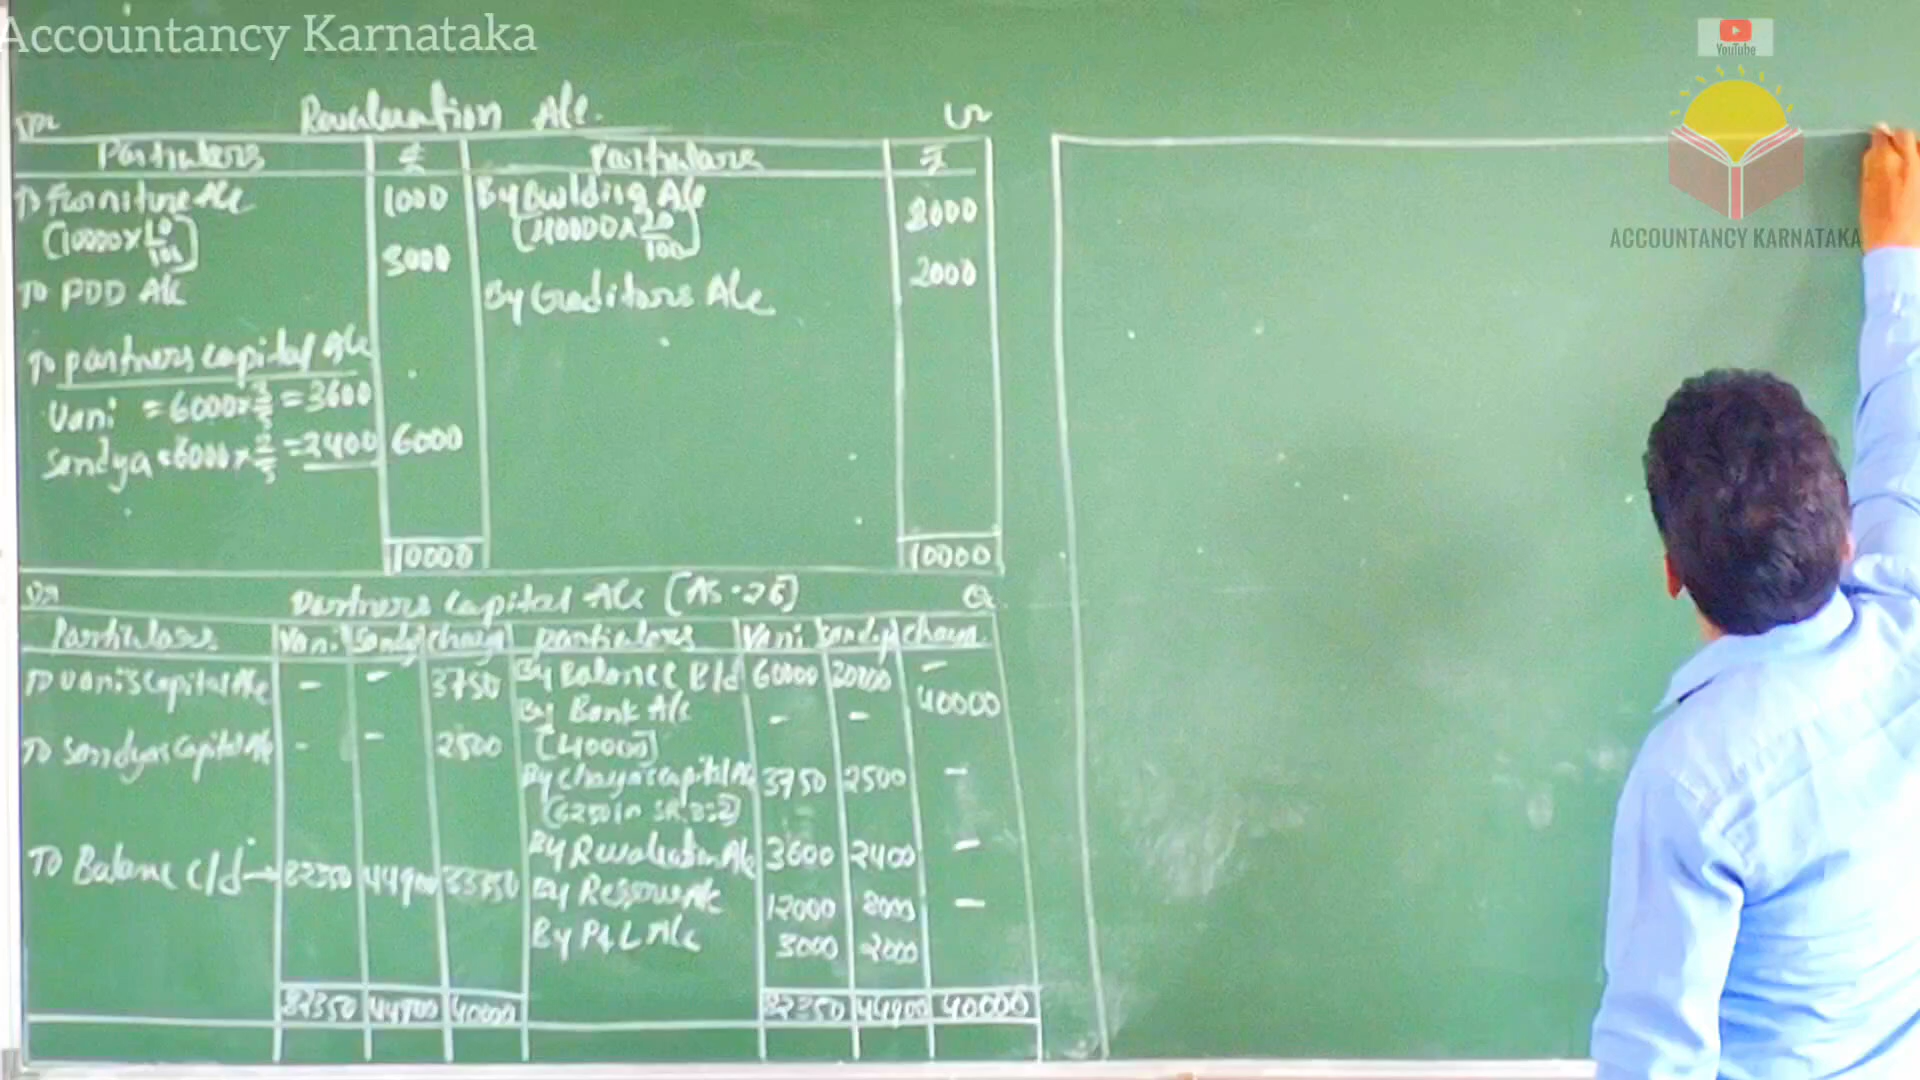 Accountancy Karnataka
YouTube
ACCOUNTANCY KARNATAKA
Revaluation A/c.
Particulars ₹ Particulars ₹
To Furniture A/c 1000 By Building A/c 8000
[10000 × 10/100] [40000 × 20/100]
To PDD A/c 3000 By Creditors A/c 2000
To partners capital A/c
Vani = 6000 × 3/5 = 3600
Sandya = 6000 × 2/5 = 2400 6000
10000 10000
Dr Partners Capital A/c [AS-26] Cr
Particulars Vani Sandy Chaya particulars Vani Sandya Chaya
To Vani's Capital A/c - - 3750 By Balance B/d 60000 30000 -
By Bank A/c - - 40000
To Sandyas Capital A/c - - 2500 [40000]
By Chaya's capital A/c 3750 2500 -
(6250 in SR 3:2)
By Revaluation A/c 3600 2400 -
To Balance c/d → 82350 44900 33750 By Reserve A/c 12000 8000 -
By P&L A/c 3000 2000
82350 44900 40000 82350 44900 40000